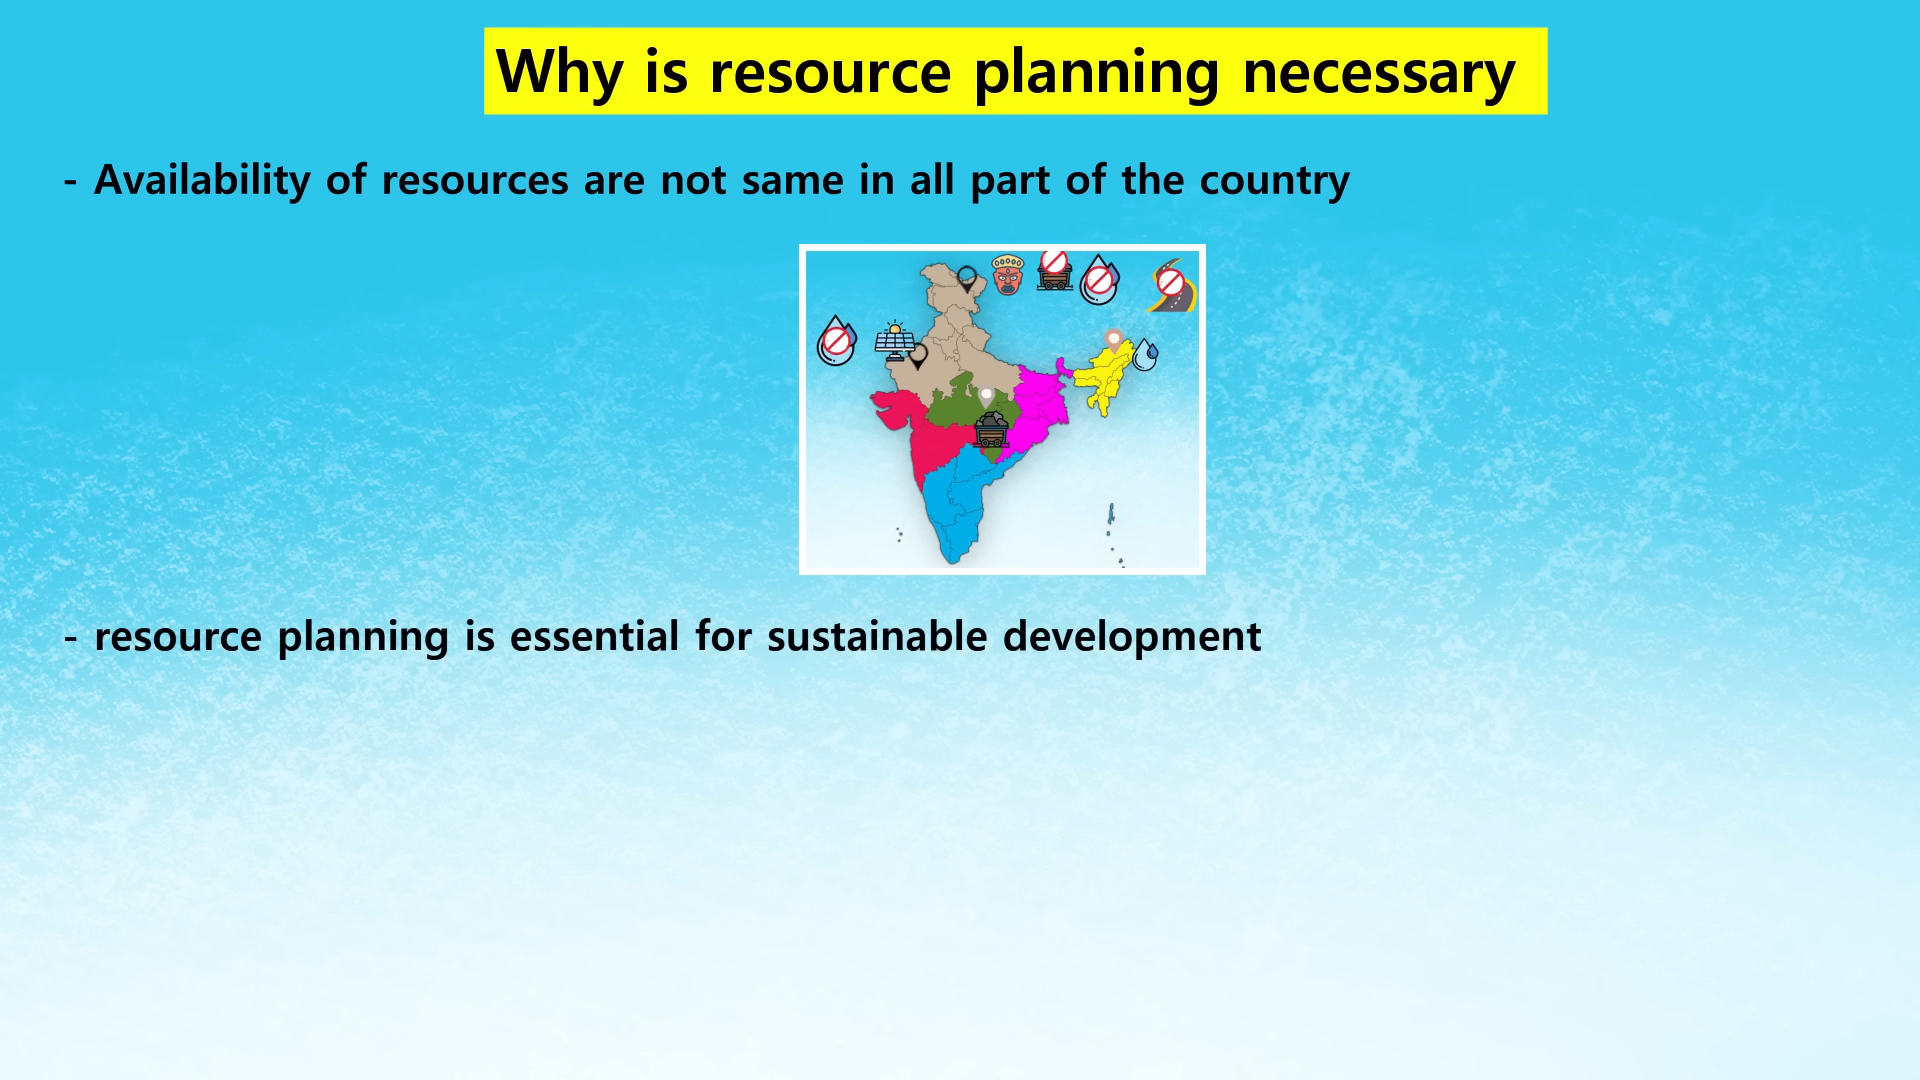 Why is resource planning necessary
- Availability of resources are not same in all part of the country
- resource planning is essential for sustainable development